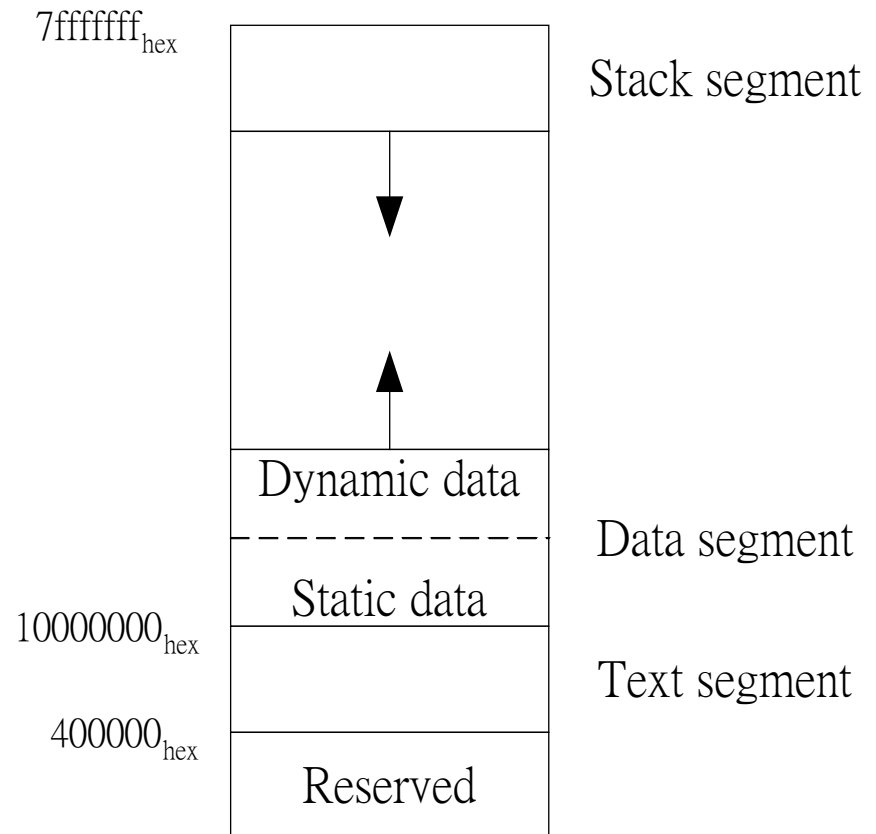 7fffffff hex
Stack segment
Dynamic data
Data segment
Static data
10000000 hex
Text segment
400000 hex
Reserved